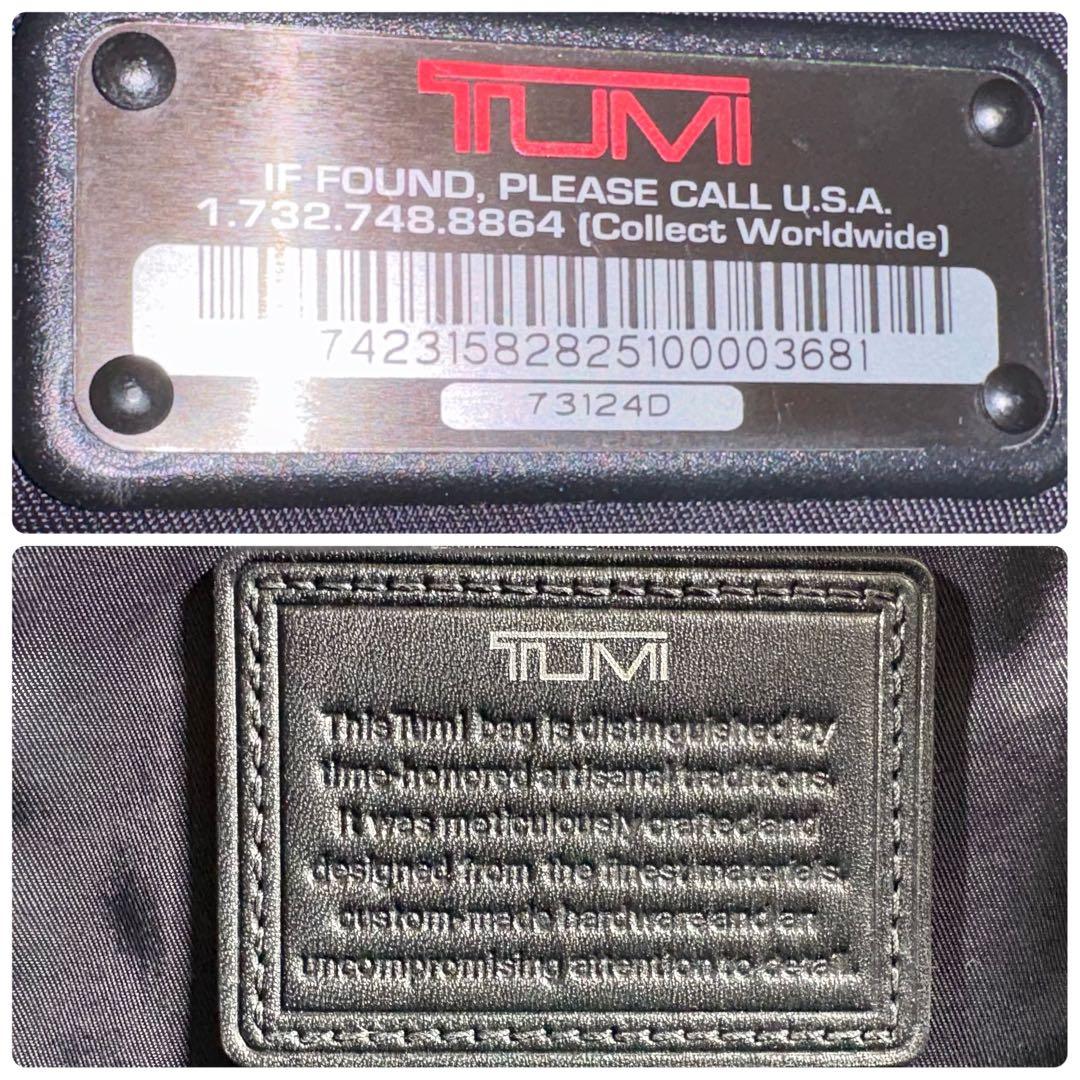 TUMI
IF FOUND, PLEASE CALL U.S.A.
1.732.748.8864 (Collect Worldwide)
74231582825100003681
73124D
TUMI
This Tumi bag is distinguished by
time-honored artisanal traditions.
It was meticulously crafted and
designed from the finest materials,
custom-made hardware and an
uncompromising attention to detail.